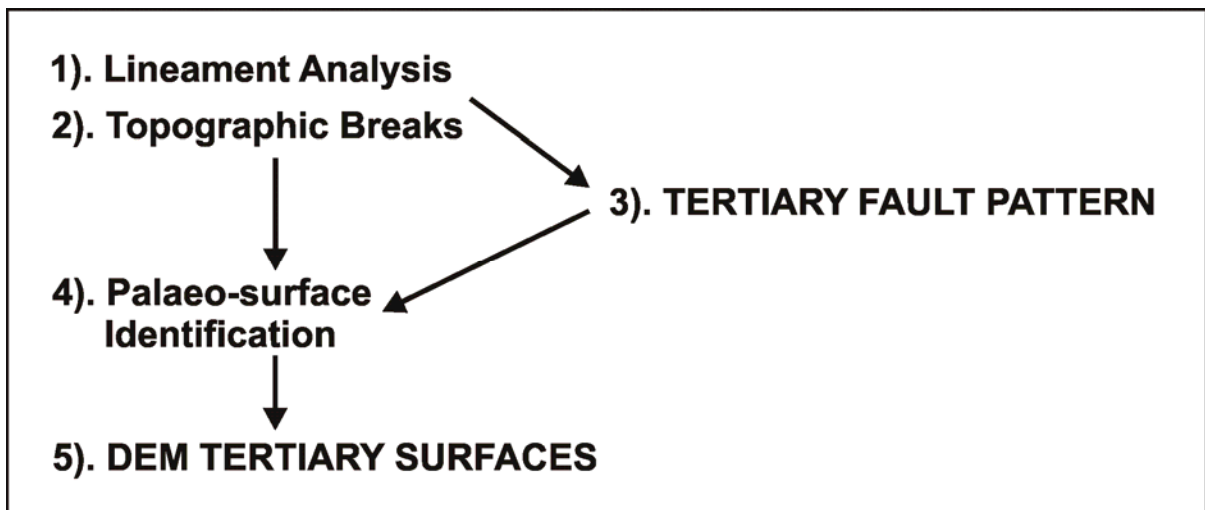 1). Lineament Analysis
2). Topographic Breaks
3). TERTIARY FAULT PATTERN
4). Palaeo-surface
Identification
5). DEM TERTIARY SURFACES